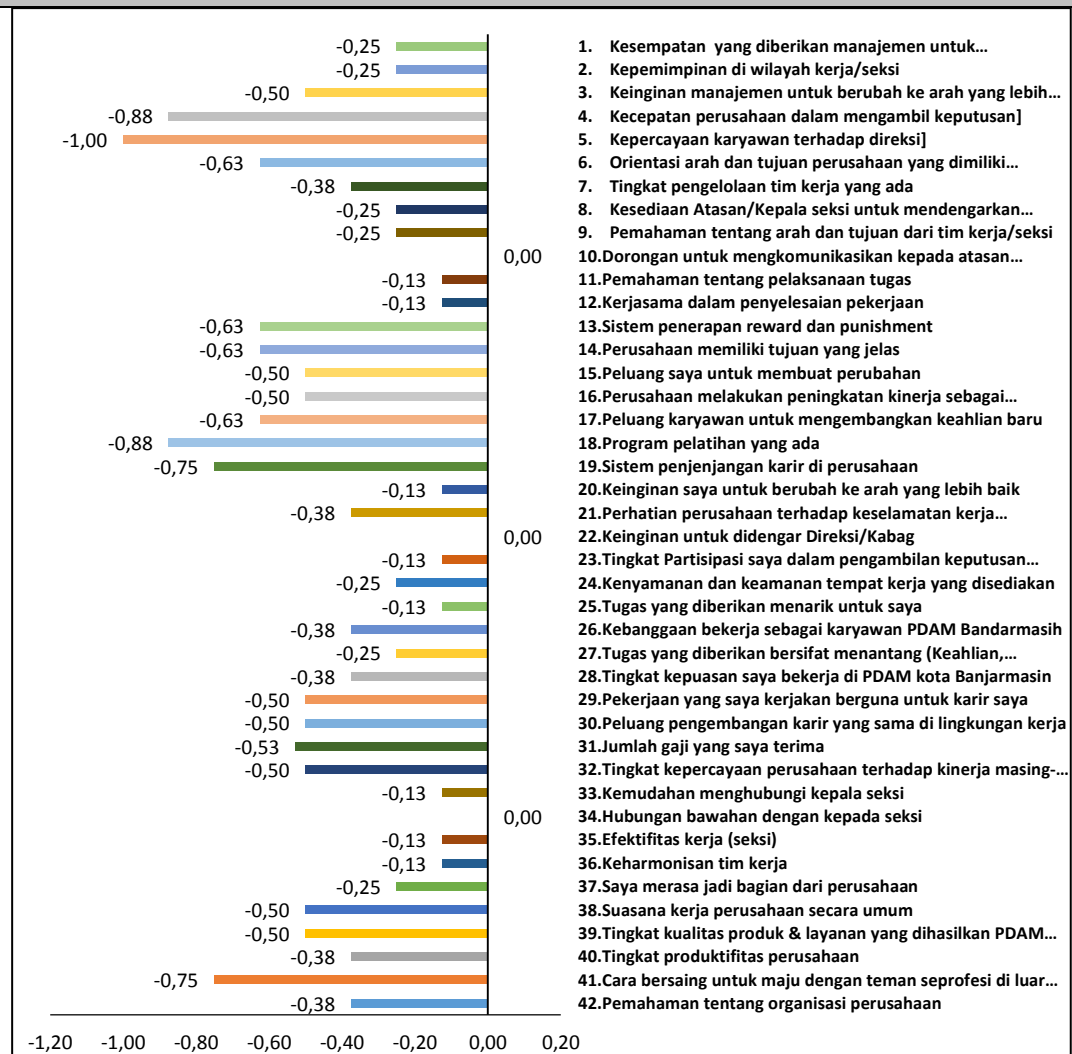 -0,25 1. Kesempatan yang diberikan manajemen untuk…
-0,25 2. Kepemimpinan di wilayah kerja/seksi
-0,50 3. Keinginan manajemen untuk berubah ke arah yang lebih…
-0,88 4. Kecepatan perusahaan dalam mengambil keputusan]
-1,00 5. Kepercayaan karyawan terhadap direksi]
-0,63 6. Orientasi arah dan tujuan perusahaan yang dimiliki…
-0,38 7. Tingkat pengelolaan tim kerja yang ada
-0,25 8. Kesediaan Atasan/Kepala seksi untuk mendengarkan…
-0,25 9. Pemahaman tentang arah dan tujuan dari tim kerja/seksi
0,00 10.Dorongan untuk mengkomunikasikan kepada atasan…
-0,13 11.Pemahaman tentang pelaksanaan tugas
-0,13 12.Kerjasama dalam penyelesaian pekerjaan
-0,63 13.Sistem penerapan reward dan punishment
-0,63 14.Perusahaan memiliki tujuan yang jelas
-0,50 15.Peluang saya untuk membuat perubahan
-0,50 16.Perusahaan melakukan peningkatan kinerja sebagai…
-0,63 17.Peluang karyawan untuk mengembangkan keahlian baru
-0,88 18.Program pelatihan yang ada
-0,75 19.Sistem penjenjangan karir di perusahaan
-0,13 20.Keinginan saya untuk berubah ke arah yang lebih baik
-0,38 21.Perhatian perusahaan terhadap keselamatan kerja…
0,00 22.Keinginan untuk didengar Direksi/Kabag
-0,13 23.Tingkat Partisipasi saya dalam pengambilan keputusan…
-0,25 24.Kenyamanan dan keamanan tempat kerja yang disediakan
-0,13 25.Tugas yang diberikan menarik untuk saya
-0,38 26.Kebanggaan bekerja sebagai karyawan PDAM Bandarmasih
-0,25 27.Tugas yang diberikan bersifat menantang (Keahlian,…
-0,38 28.Tingkat kepuasan saya bekerja di PDAM kota Banjarmasin
-0,50 29.Pekerjaan yang saya kerjakan berguna untuk karir saya
-0,50 30.Peluang pengembangan karir yang sama di lingkungan kerja
-0,53 31.Jumlah gaji yang saya terima
-0,50 32.Tingkat kepercayaan perusahaan terhadap kinerja masing-…
-0,13 33.Kemudahan menghubungi kepala seksi
0,00 34.Hubungan bawahan dengan kepada seksi
-0,13 35.Efektifitas kerja (seksi)
-0,13 36.Keharmonisan tim kerja
-0,25 37.Saya merasa jadi bagian dari perusahaan
-0,50 38.Suasana kerja perusahaan secara umum
-0,50 39.Tingkat kualitas produk & layanan yang dihasilkan PDAM…
-0,38 40.Tingkat produktifitas perusahaan
-0,75 41.Cara bersaing untuk maju dengan teman seprofesi di luar…
-0,38 42.Pemahaman tentang organisasi perusahaan
-1,20 -1,00 -0,80 -0,60 -0,40 -0,20 0,00 0,20